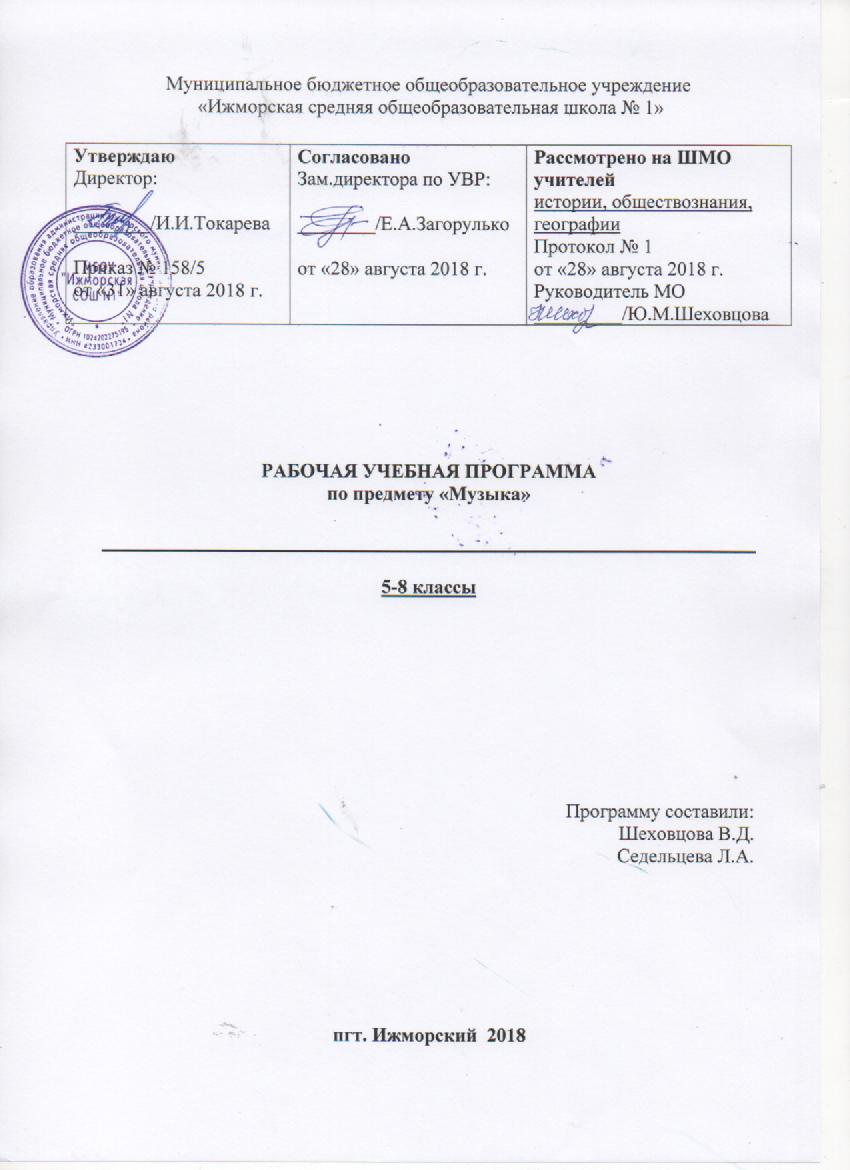 Муниципальное бюджетное общеобразовательное учреждение
«Ижморская средняя общеобразовательная школа № 1»
Утверждаю
Директор:
/И.И.Токарева
Приказ № 158/5
от «31» августа 2018 г.
Согласовано
Зам.директора по УВР:
/Е.А.Загорулько
от «28» августа 2018 г.
Рассмотрено на ШМО
учителей
истории, обществознания,
географии
Протокол № 1
от «28» августа 2018 г.
Руководитель МО
/Ю.М.Шеховцова
"Ижморская
СОШ №1"
РАБОЧАЯ УЧЕБНАЯ ПРОГРАММА
по предмету «Музыка»
5-8 классы
Программу составили:
Шеховцова В.Д.
Седельцева Л.А.
пгт. Ижморский 2018